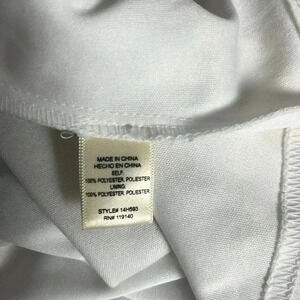 MADE IN CHINA
HECHO EN CHINA
SELF:
100% POLYESTER. POLIESTER
LINING:
100% POLYESTER. POLIESTER
STYLE# 14H593
RN# 119140